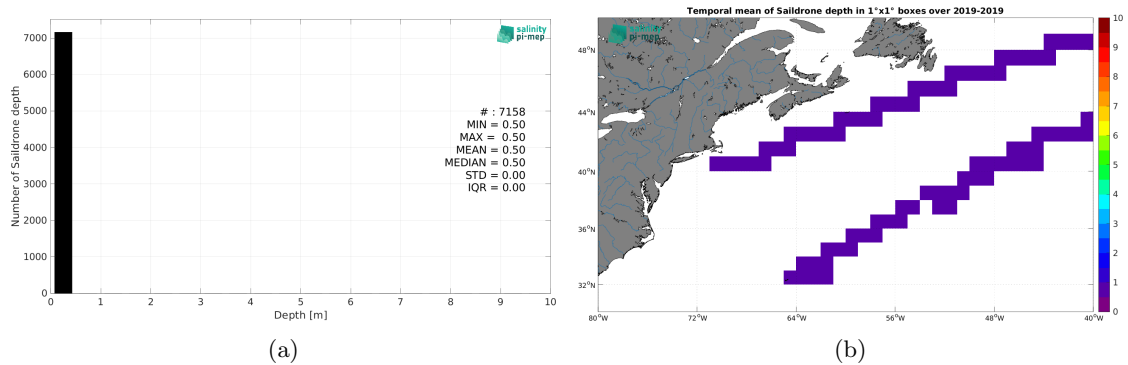 7000
6000
5000
4000
3000
2000
1000
0
Number of Saildrone depth
salinity
pi-mep
# : 7158
MIN = 0.50
MAX =  0.50
MEAN = 0.50
MEDIAN = 0.50
STD = 0.00
IQR = 0.00
0 1 2 3 4 5 6 7 8 9 10
Depth [m]
(a)
Temporal mean of Saildrone depth in 1°x1° boxes over 2019-2019
salinity
pi-mep
48°N
44°N
40°N
36°N
32°N
80°W 72°W 64°W 56°W 48°W 40°W
10
9
8
7
6
5
4
3
2
1
0
(b)